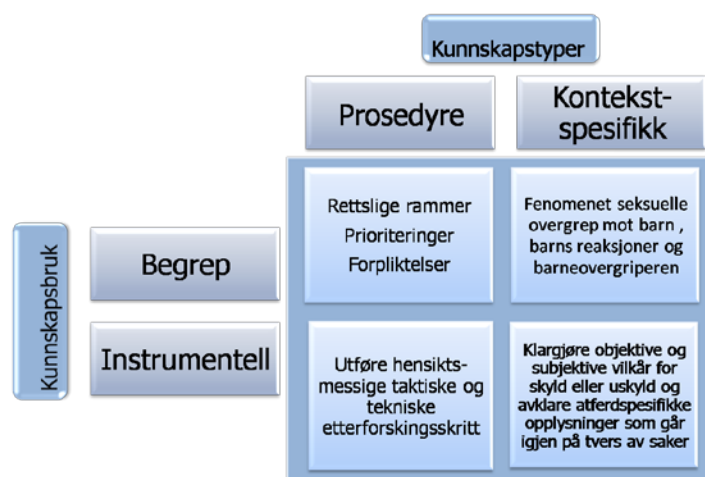 Kunnskapstyper
Prosedyre
Kontekst-
spesifikk
Kunnskapsbruk
Begrep
Rettslige rammer
Prioriteringer
Forpliktelser
Fenomenet seksuelle
overgrep mot barn ,
barns reaksjoner og
barneovergriperen
Instrumentell
Utføre hensikts-
messige taktiske og
tekniske
etterforskingsskritt
Klargjøre objektive og
subjektive vilkår for
skyld eller uskyld og
avklare atferdspesifikke
opplysninger som går
igjen på tvers av saker